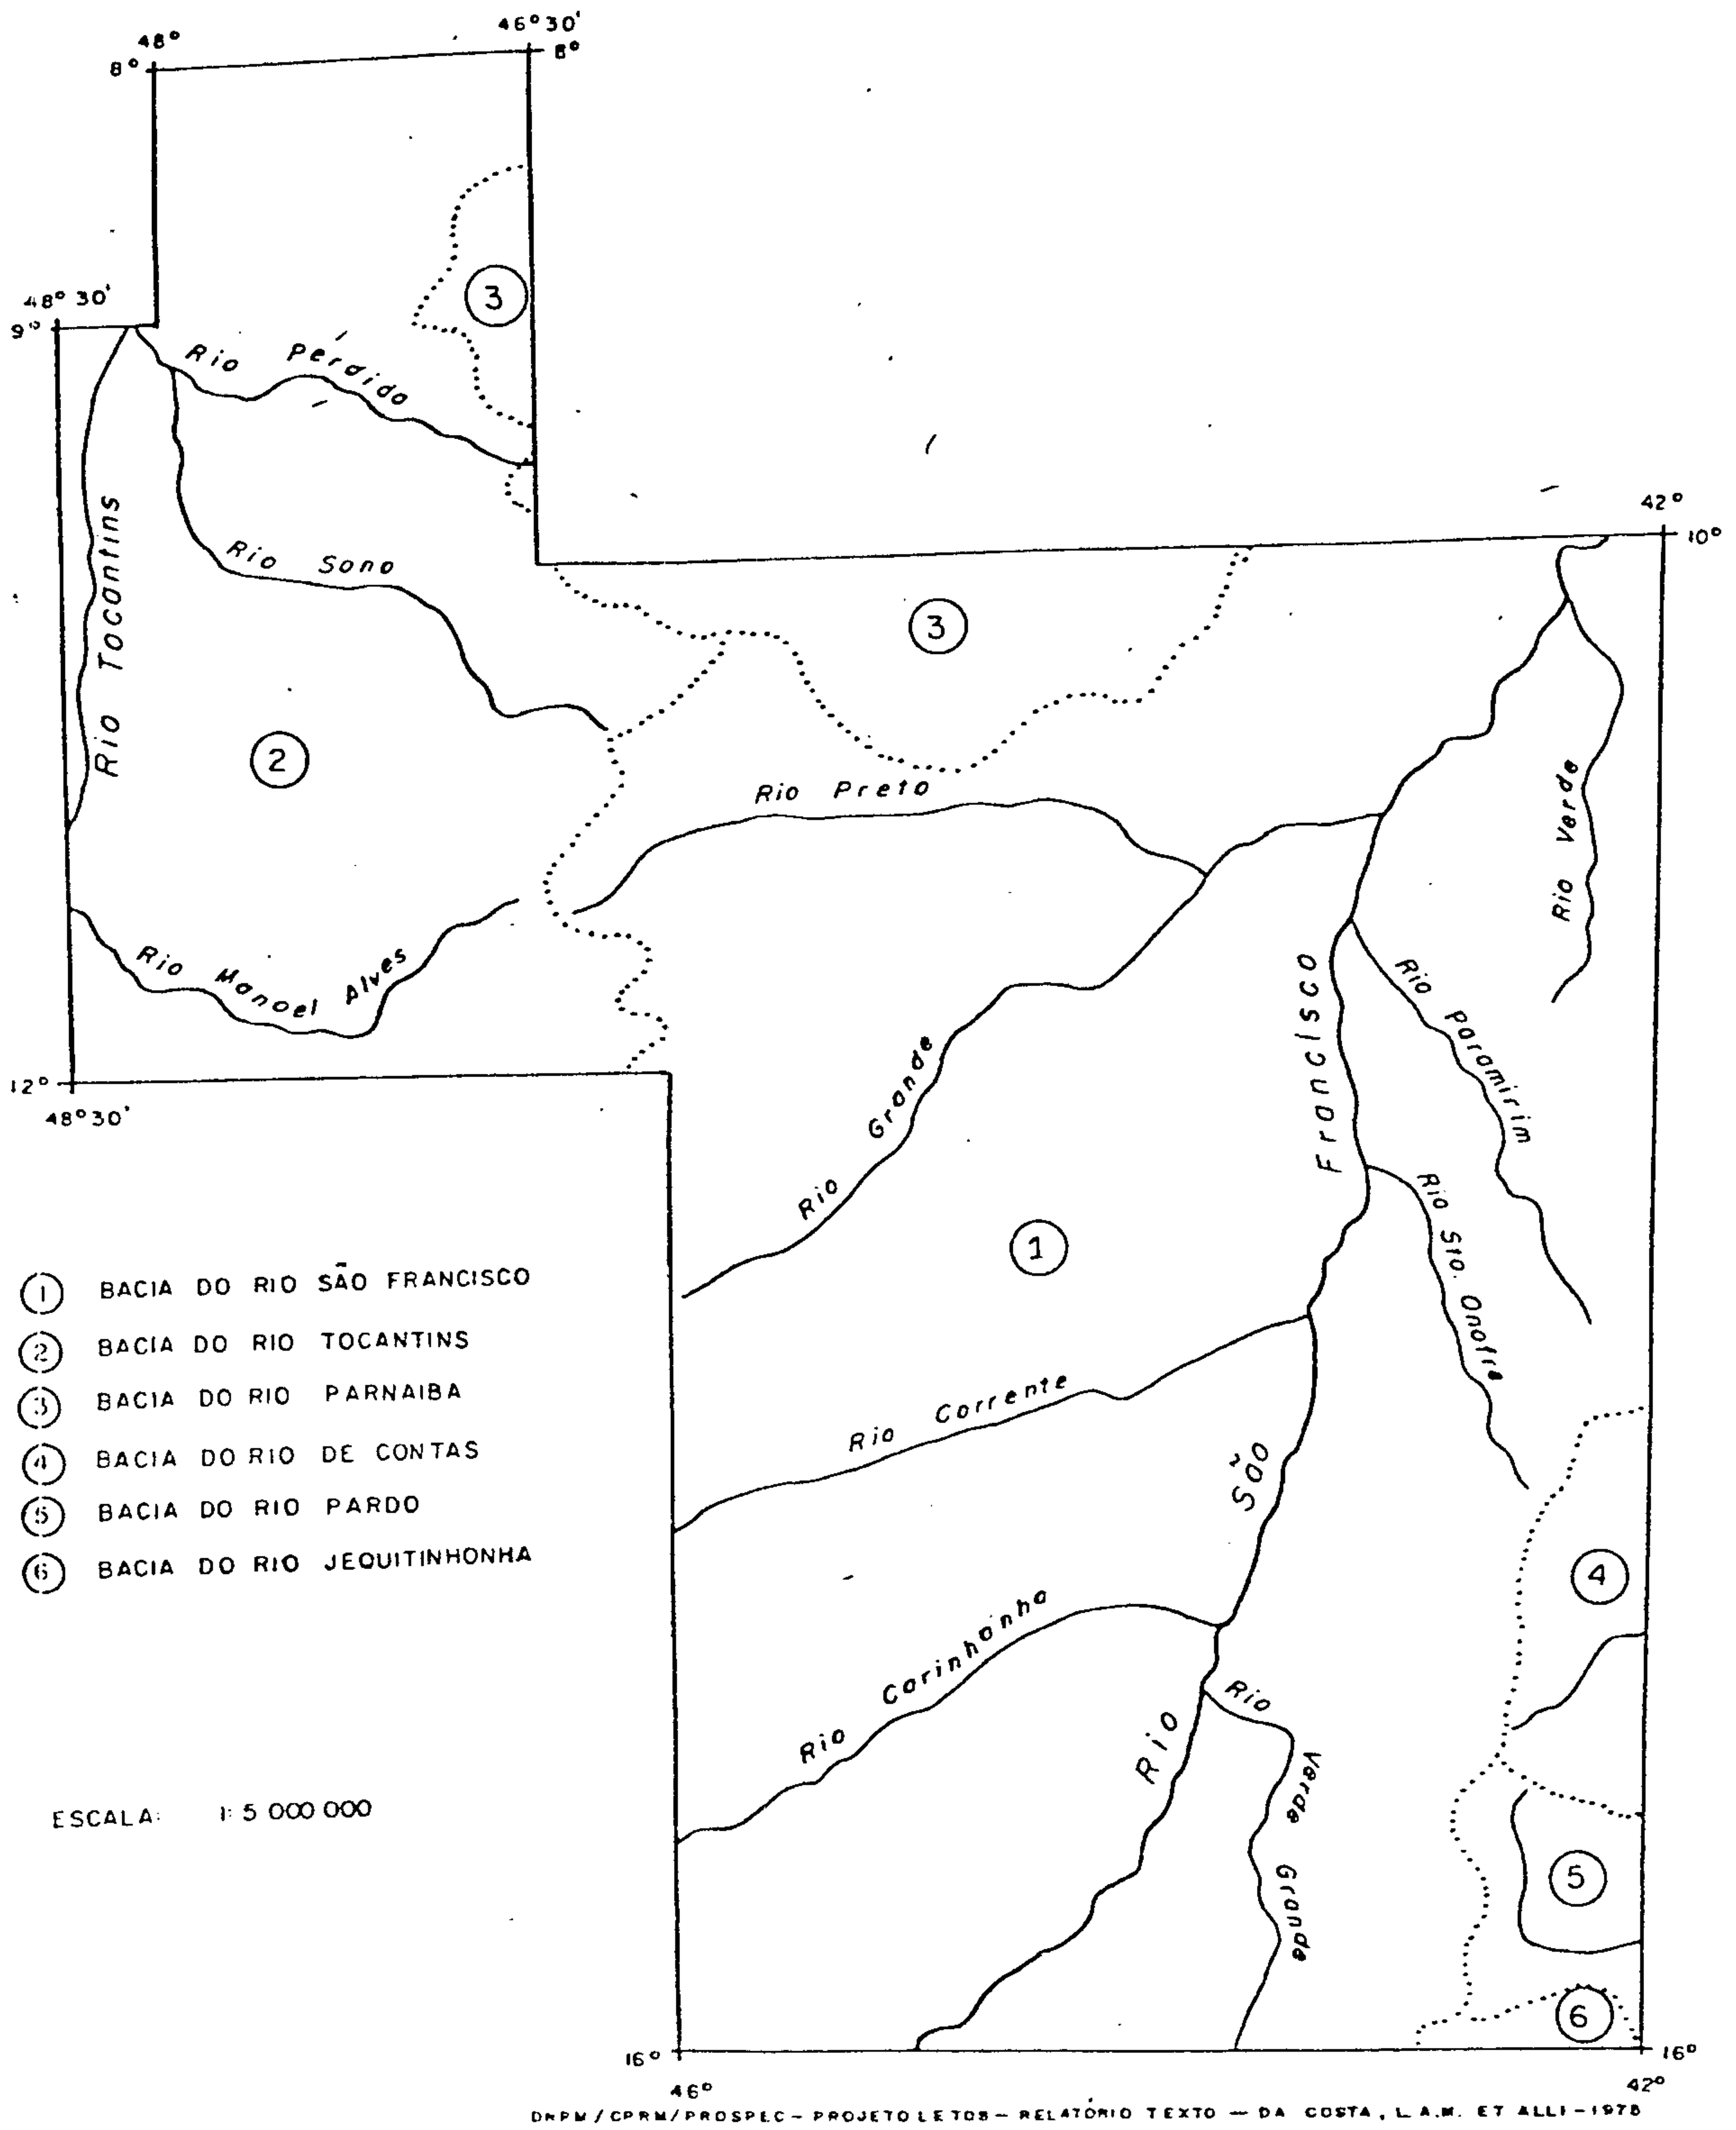 48°
46°30'
8°
8°
3
48°30'
9°
Rio Pérdido
42°
10°
Rio Tocantins
Rio Sono
3
2
Rio Preto
Rio Verde
Rio Manoel Alves
Rio Paramirim
12°
48°30'
Rio Grande
Rio Sto. Onofre
1
1 BACIA DO RIO SÃO FRANCISCO
2 BACIA DO RIO TOCANTINS
3 BACIA DO RIO PARNAIBA
4 BACIA DO RIO DE CONTAS
5 BACIA DO RIO PARDO
6 BACIA DO RIO JEQUITINHONHA
Rio Corrente
Rio São Francisco
4
Rio Carinhanha
Rio Verde Grande
ESCALA: 1:5 000 000
5
6
16°
16°
46°
42°
DNPM/CPRM/PROSPEC – PROJETO LETOS – RELATÓRIO TEXTO – DA COSTA, L.A.M. ET ALLI – 1978